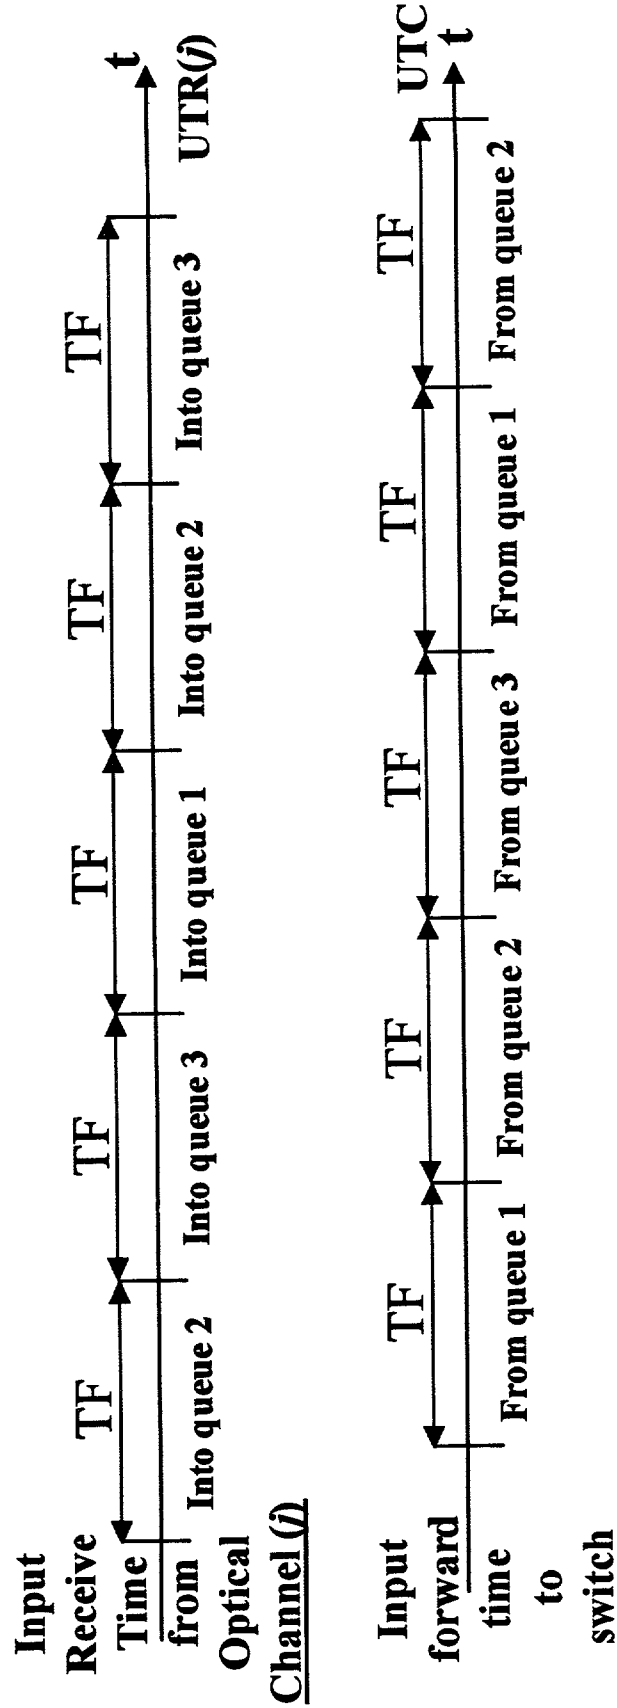 Input
Receive
Time
from
Optical
Channel (j)
TF TF TF TF TF
t
Into queue 2 Into queue 3 Into queue 1 Into queue 2 Into queue 3
UTR(j)
Input
forward
time
to
switch
TF TF TF TF TF
UTC
t
From queue 1 From queue 2 From queue 3 From queue 1 From queue 2